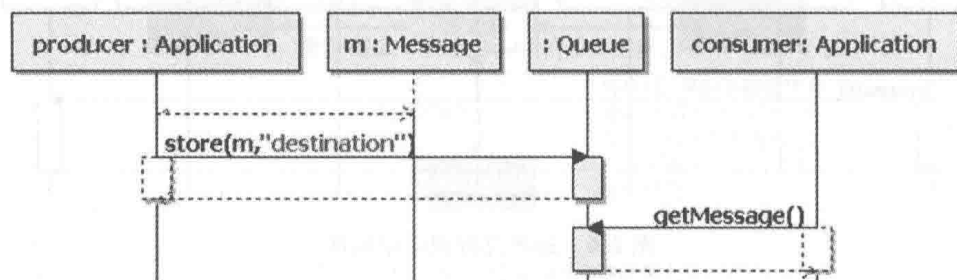 producer : Application
m : Message
: Queue
consumer: Application
store(m,"destination")
getMessage()